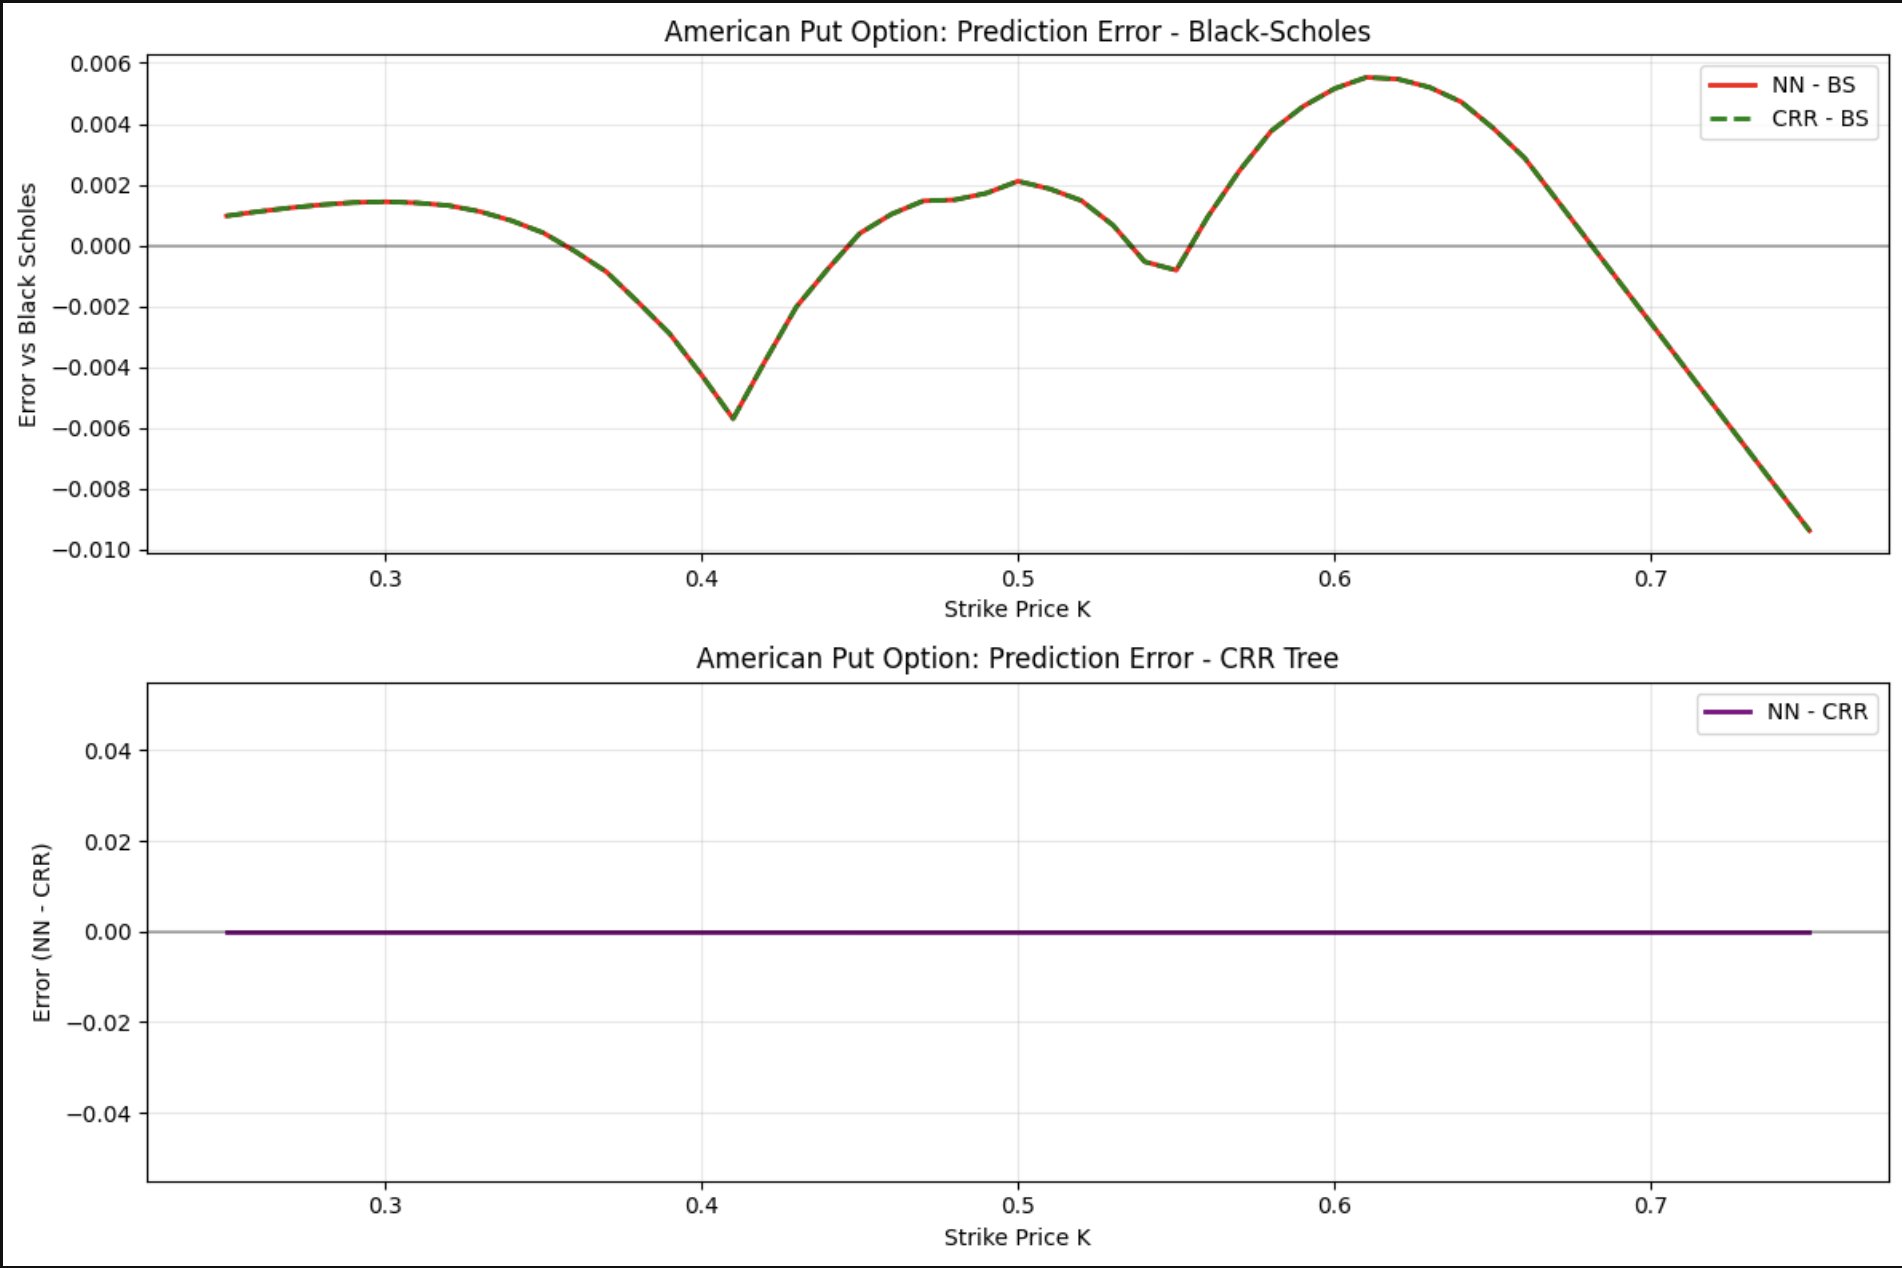 American Put Option: Prediction Error - Black-Scholes
0.006
0.004
0.002
0.000
−0.002
−0.004
−0.006
−0.008
−0.010
Error vs Black Scholes
NN - BS
CRR - BS
0.3 0.4 0.5 0.6 0.7
Strike Price K
American Put Option: Prediction Error - CRR Tree
0.04
0.02
0.00
−0.02
−0.04
Error (NN - CRR)
NN - CRR
0.3 0.4 0.5 0.6 0.7
Strike Price K